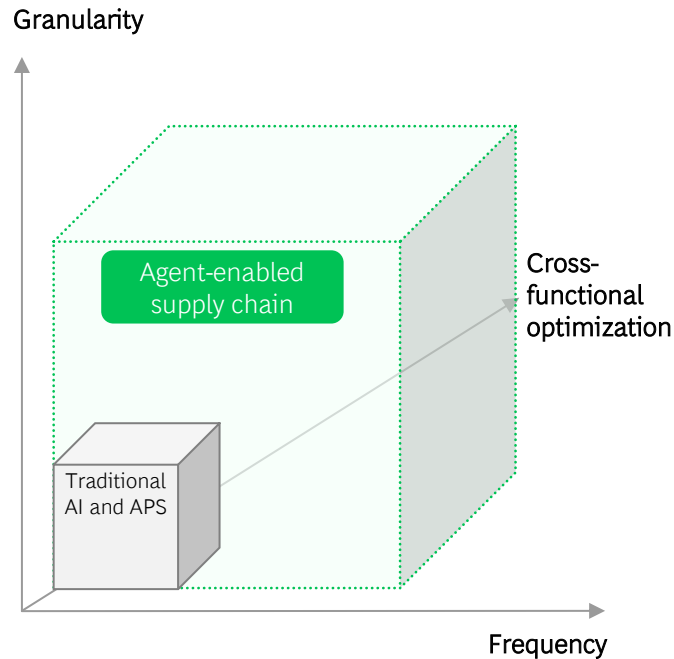 Granularity
Agent-enabled
supply chain
Cross-
functional
optimization
Traditional
AI and APS
Frequency